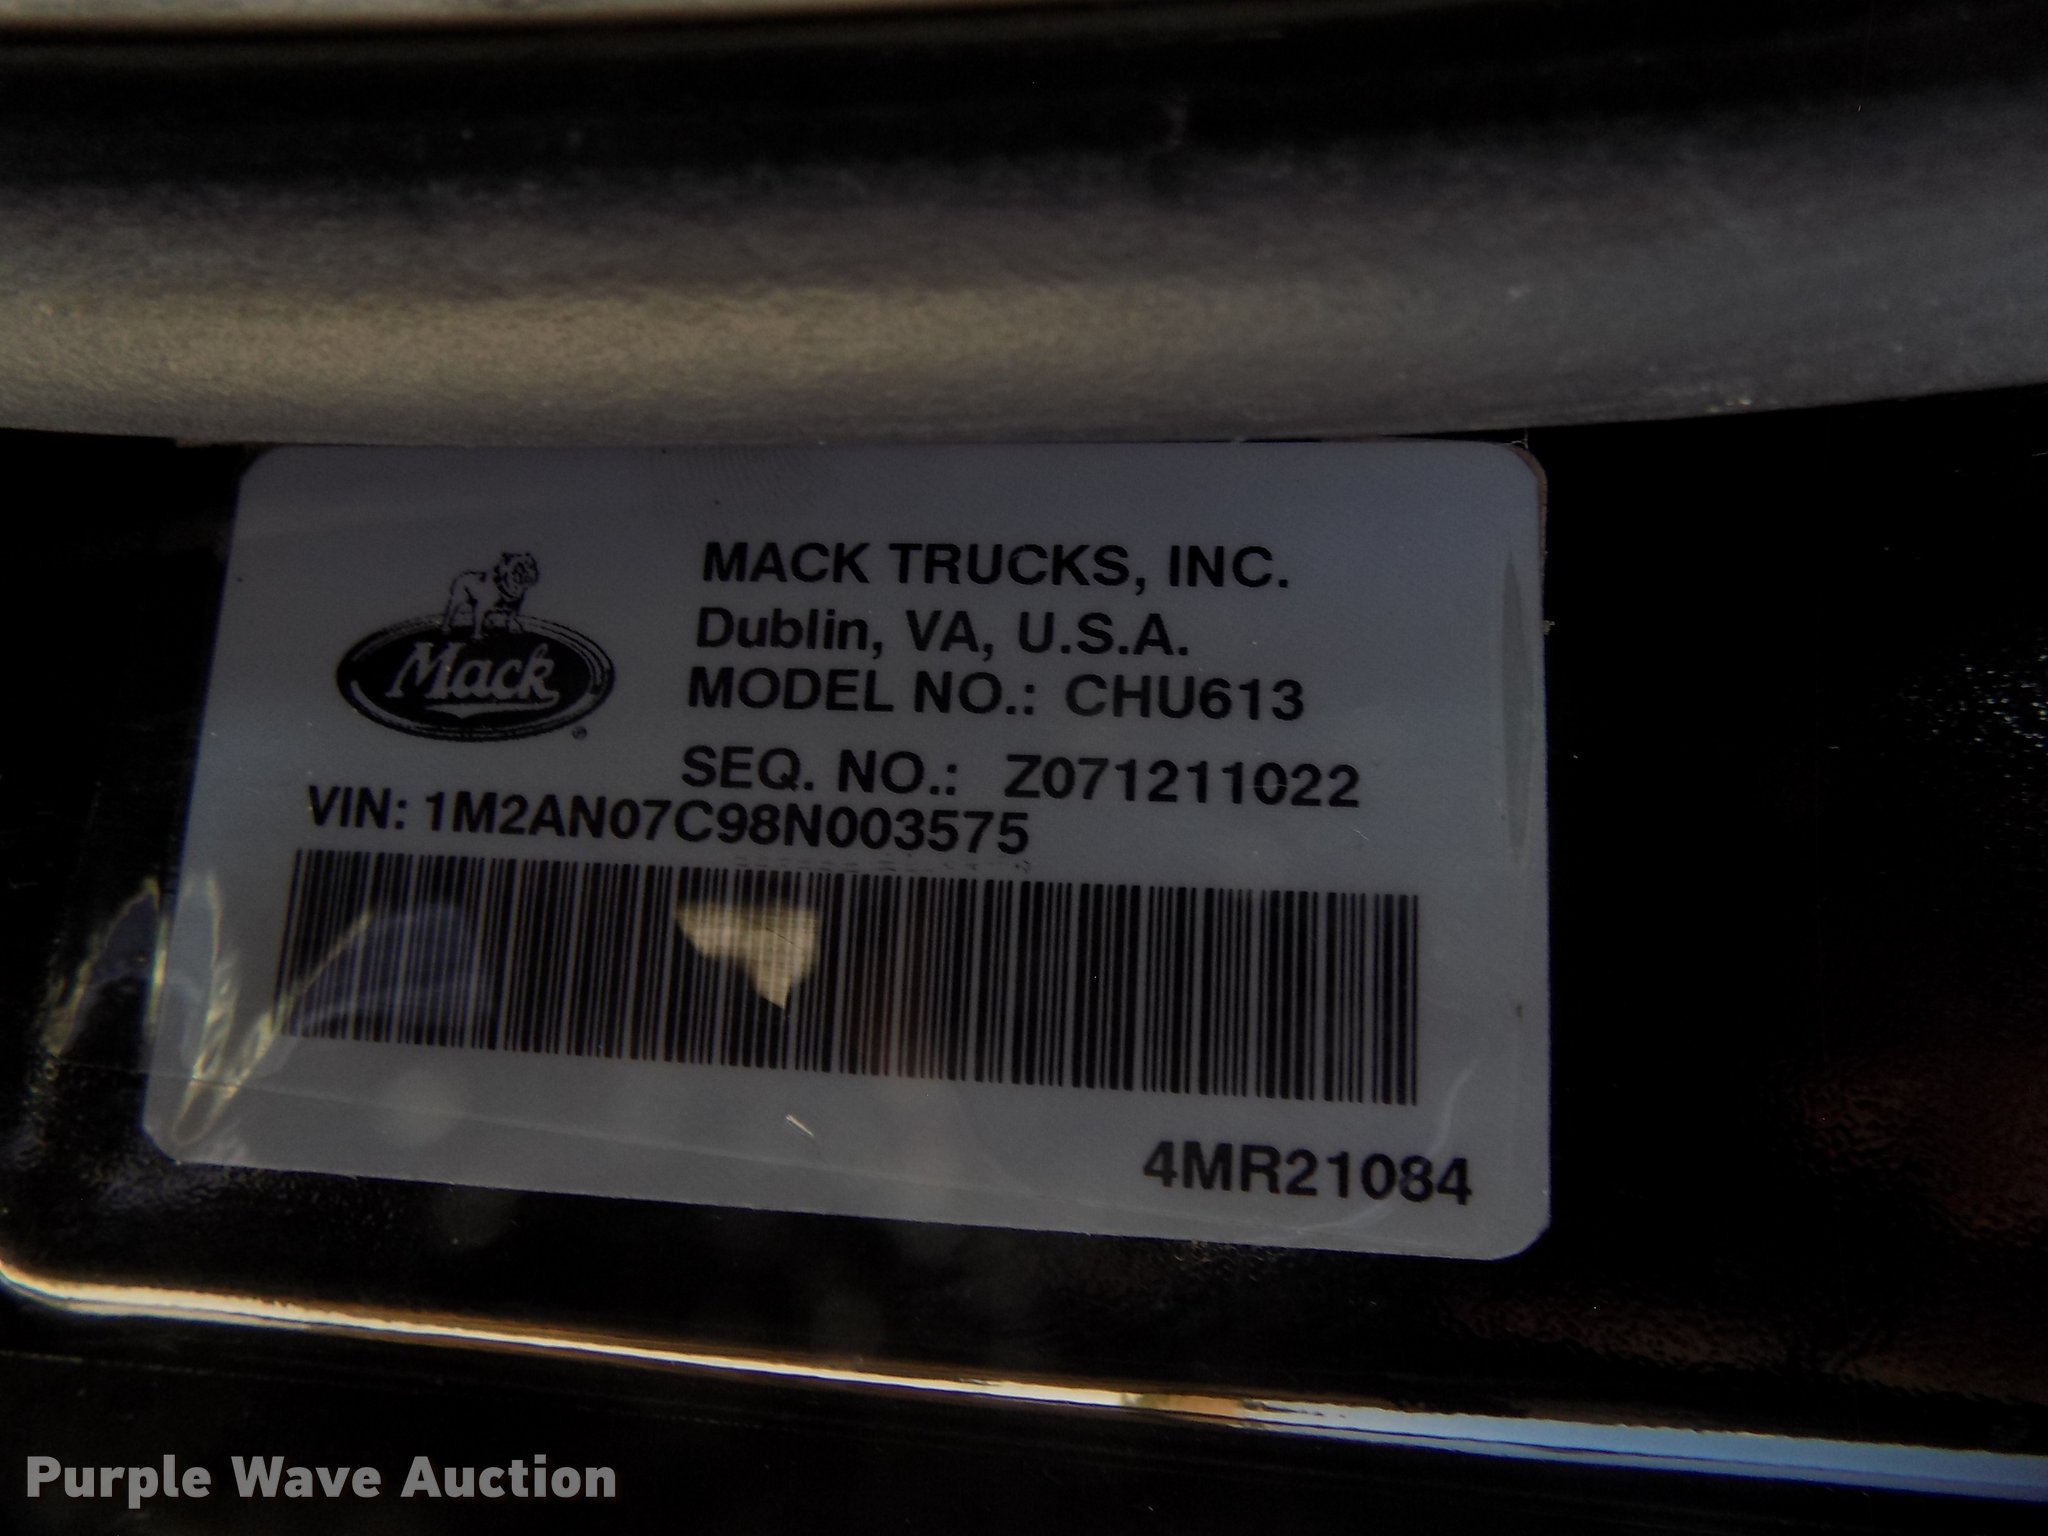 MACK TRUCKS, INC.
Dublin, VA, U.S.A.
Mack
®
MODEL NO.: CHU613
SEQ. NO.: Z071211022
VIN: 1M2AN07C98N003575
4MR21084
Purple Wave Auction